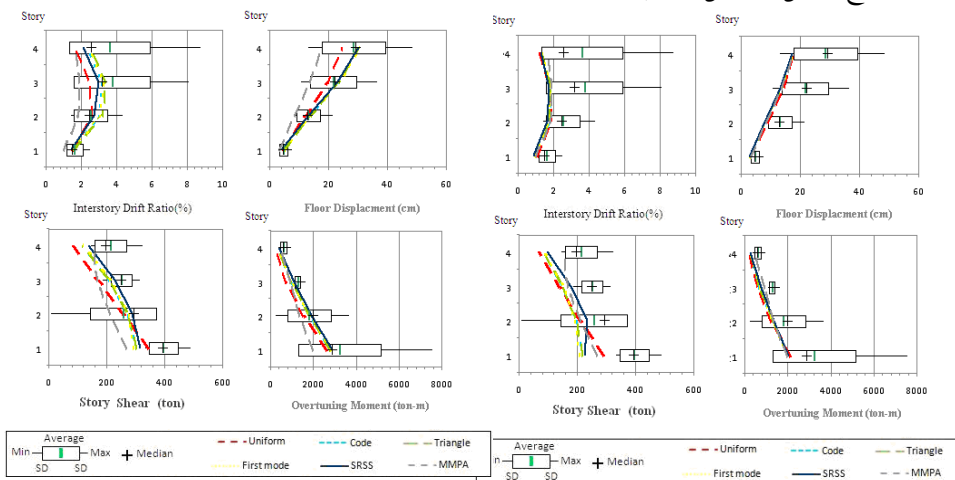 Story
4
3
2
1
0 2 4 6 8 10
Interstory Drift Ratio(%)
Story
4
3
2
1
0 20 40 60
Floor Displacment (cm)
Story
4
3
2
1
0 200 400 600
Story Shear (ton)
4
3
2
1
0 2000 4000 6000 8000
Overtuning Moment (ton-m)
Average
Min Max Median
SD SD
Uniform Code Triangle
First mode SRSS MMPA
Story
4
3
2
1
0 2 4 6 8 10
Interstory Drift Ratio(%)
Story
4
3
2
1
0 20 40 60
Floor Displacment (cm)
Story
4
3
2
1
0 200 400 600
Story Shear (ton)
4
3
2
1
0 2000 4000 6000 8000
Overtuning Moment (ton-m)
Average
Max Median
SD SD
Uniform Code Triangle
First mode SRSS MMPA